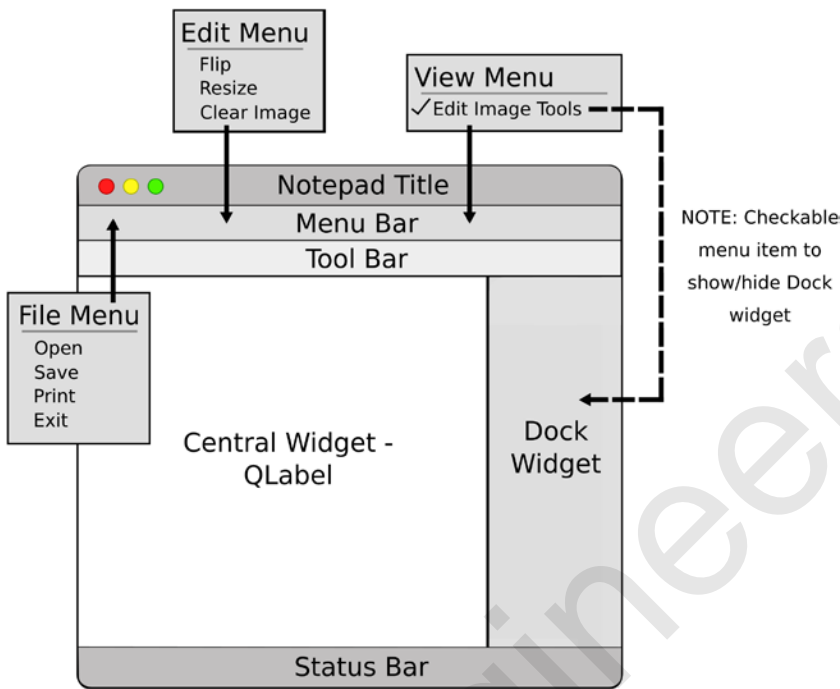 Edit Menu
Flip
Resize
Clear Image
View Menu
✓Edit Image Tools
Notepad Title
Menu Bar
Tool Bar
NOTE: Checkable
menu item to
show/hide Dock
widget
File Menu
Open
Save
Print
Exit
Central Widget -
QLabel
Dock
Widget
Status Bar